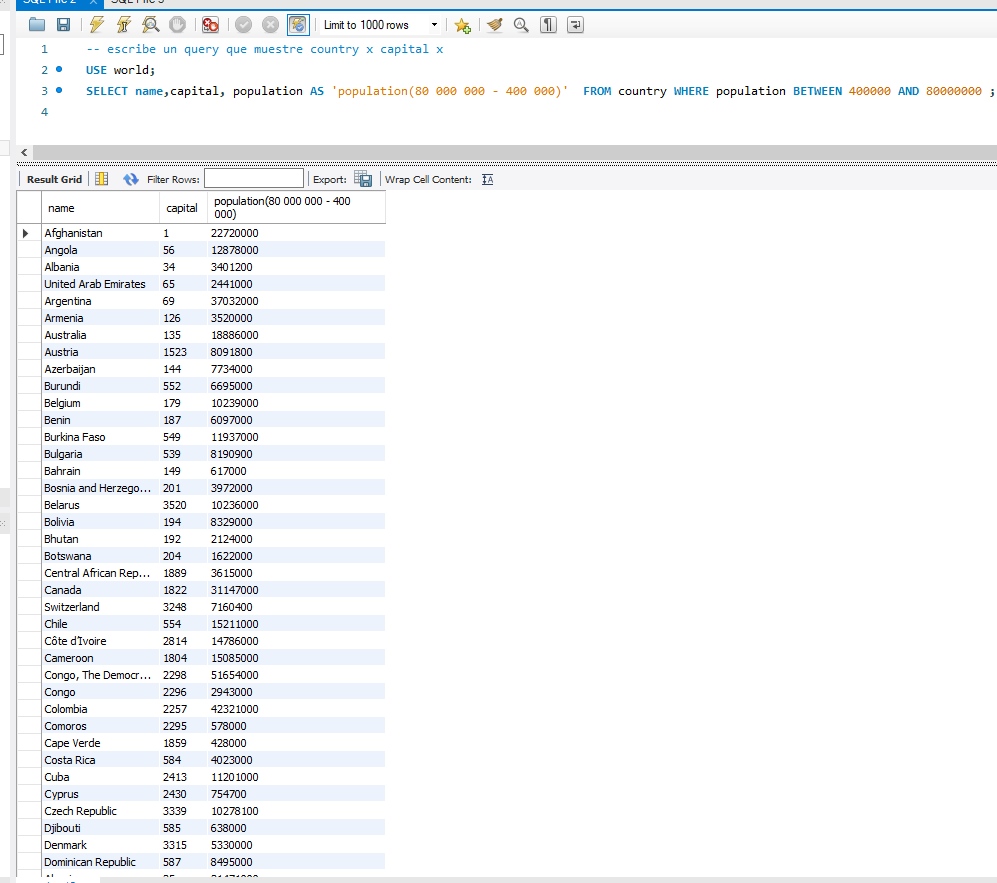 SQL File 2 × SQL File 3
Limit to 1000 rows
1 -- escribe un query que muestre country x capital x
2 USE world;
3 SELECT name,capital, population AS 'population(80 000 000 - 400 000)' FROM country WHERE population BETWEEN 400000 AND 80000000 ;
4
Result Grid Filter Rows: Export: Wrap Cell Content:
name capital population(80 000 000 - 400
000)
Afghanistan 1 22720000
Angola 56 12878000
Albania 34 3401200
United Arab Emirates 65 2441000
Argentina 69 37032000
Armenia 126 3520000
Australia 135 18886000
Austria 1523 8091800
Azerbaijan 144 7734000
Burundi 552 6695000
Belgium 179 10239000
Benin 187 6097000
Burkina Faso 549 11937000
Bulgaria 539 8190900
Bahrain 149 617000
Bosnia and Herzego... 201 3972000
Belarus 3520 10236000
Bolivia 194 8329000
Bhutan 192 2124000
Botswana 204 1622000
Central African Rep... 1889 3615000
Canada 1822 31147000
Switzerland 3248 7160400
Chile 554 15211000
Côte d'Ivoire 2814 14786000
Cameroon 1804 15085000
Congo, The Democr... 2298 51654000
Congo 2296 2943000
Colombia 2257 42321000
Comoros 2295 578000
Cape Verde 1859 428000
Costa Rica 584 4023000
Cuba 2413 11201000
Cyprus 2430 754700
Czech Republic 3339 10278100
Djibouti 585 638000
Denmark 3315 5330000
Dominican Republic 587 8495000